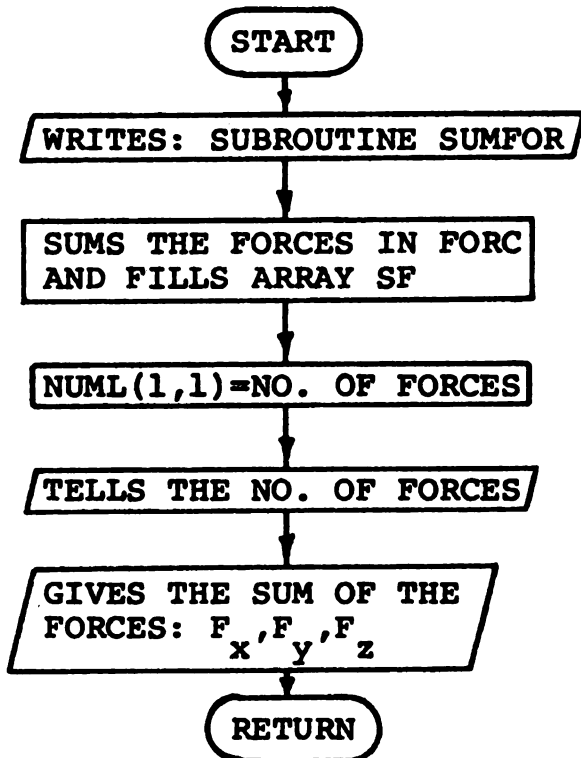 START
WRITES: SUBROUTINE SUMFOR
SUMS THE FORCES IN FORC
AND FILLS ARRAY SF
NUML(1,1)=NO. OF FORCES
TELLS THE NO. OF FORCES
GIVES THE SUM OF THE
FORCES: Fx,Fy,Fz
RETURN